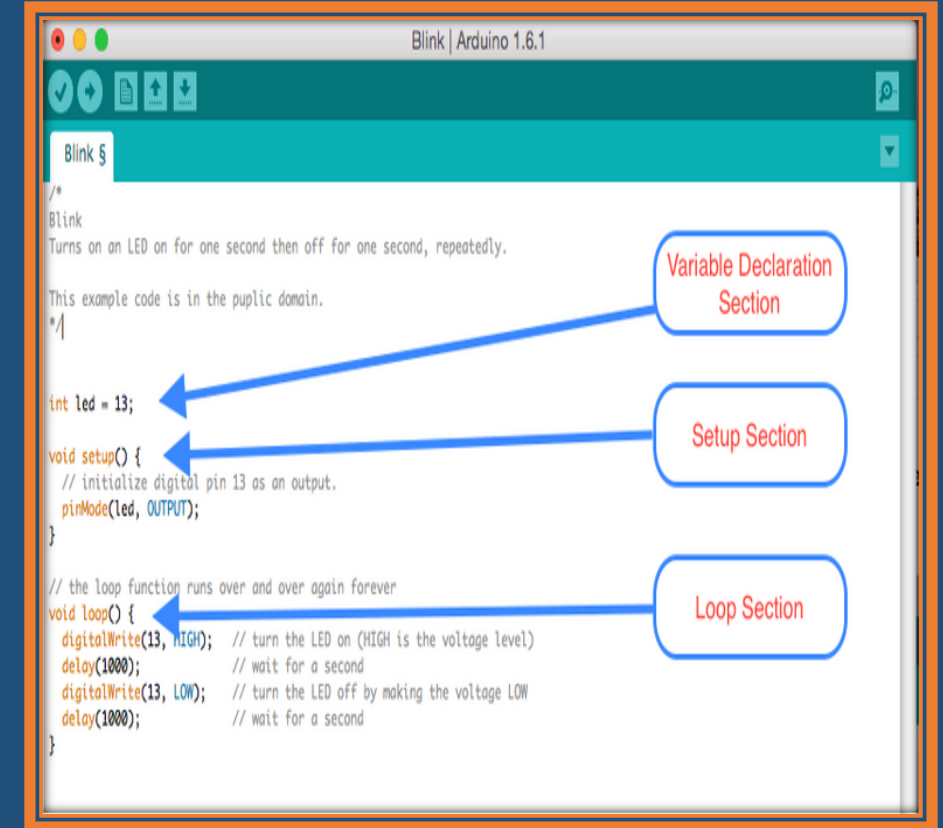 Blink | Arduino 1.6.1
Blink §
/*
Blink
Turns on an LED on for one second then off for one second, repeatedly.
This example code is in the puplic domain.
*/
Variable Declaration
Section
int led = 13;
Setup Section
void setup() {
// initialize digital pin 13 as an output.
pinMode(led, OUTPUT);
}
// the loop function runs over and over again forever
Loop Section
void loop() {
digitalWrite(13, HIGH); // turn the LED on (HIGH is the voltage level)
delay(1000); // wait for a second
digitalWrite(13, LOW); // turn the LED off by making the voltage LOW
delay(1000); // wait for a second
}